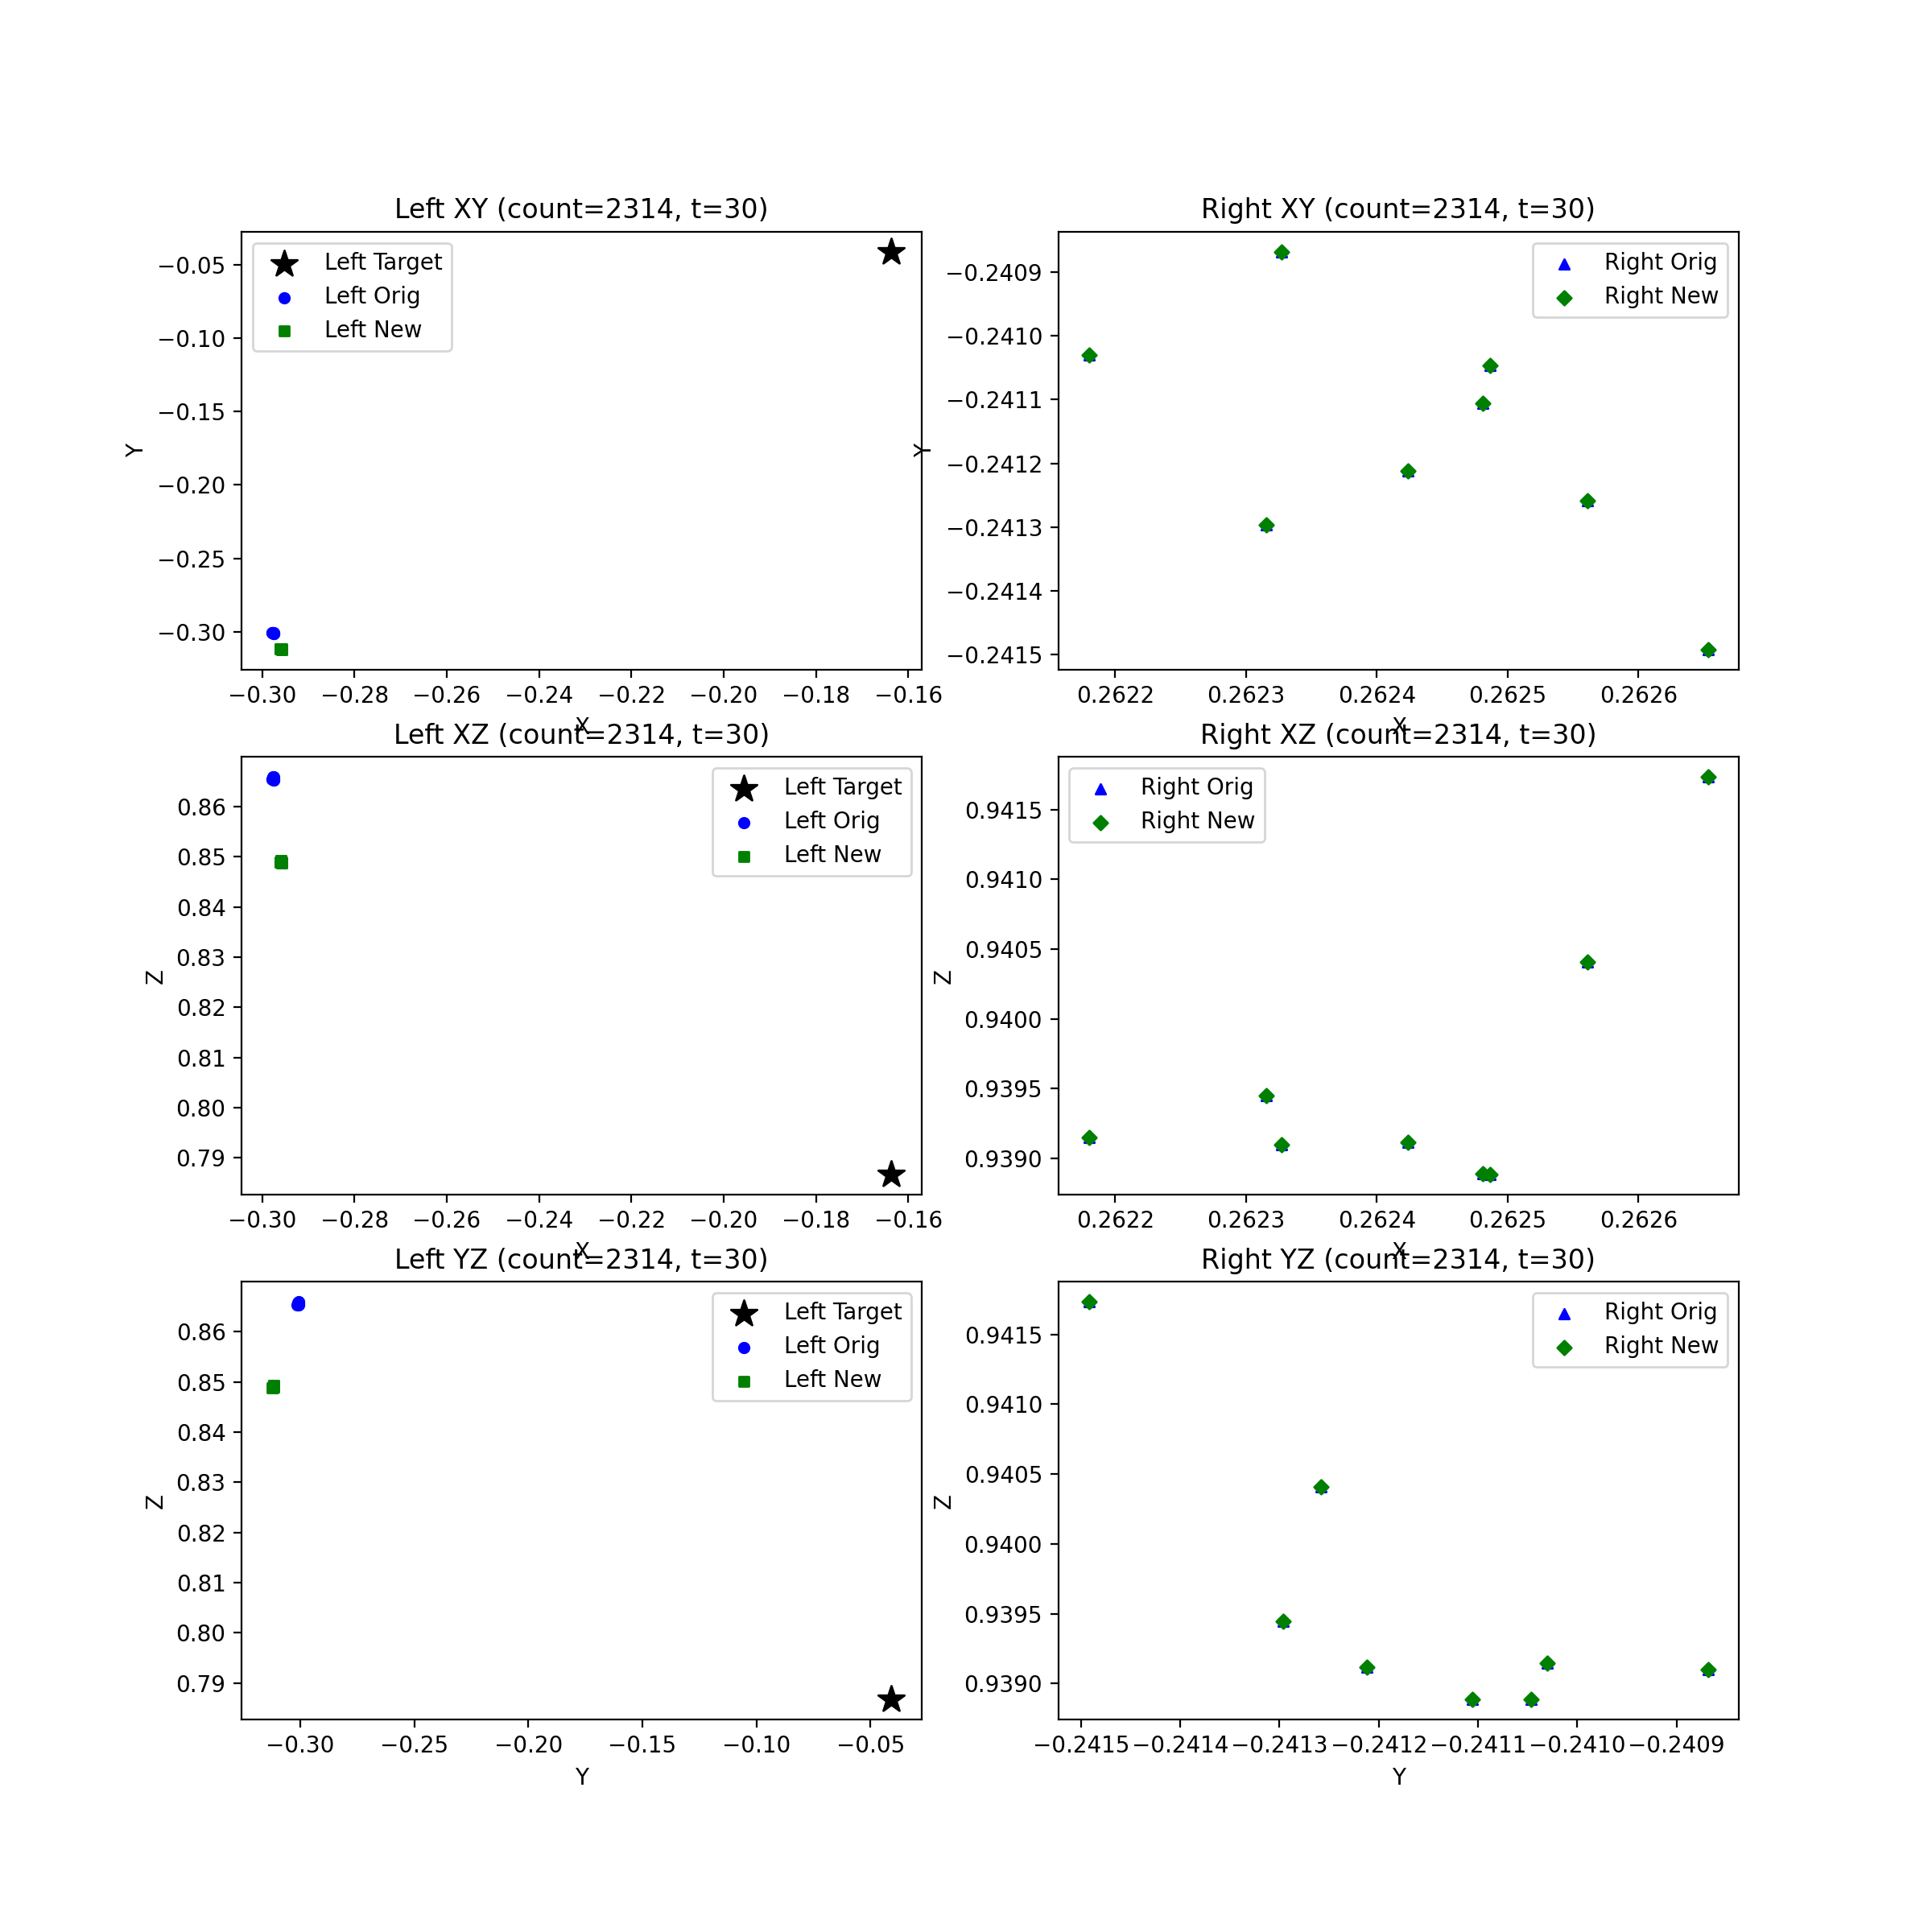 Left XY (count=2314, t=30)
Left Target
Left Orig
Left New
−0.05
−0.10
−0.15
−0.20
−0.25
−0.30
Y
−0.30 −0.28 −0.26 −0.24 −0.22 −0.20 −0.18 −0.16
X
Right XY (count=2314, t=30)
Right Orig
Right New
−0.2409
−0.2410
−0.2411
−0.2412
−0.2413
−0.2414
−0.2415
Y
0.2622 0.2623 0.2624 0.2625 0.2626
X
Left XZ (count=2314, t=30)
Left Target
Left Orig
Left New
0.86
0.85
0.84
0.83
0.82
0.81
0.80
0.79
Z
−0.30 −0.28 −0.26 −0.24 −0.22 −0.20 −0.18 −0.16
X
Right XZ (count=2314, t=30)
Right Orig
Right New
0.9415
0.9410
0.9405
0.9400
0.9395
0.9390
Z
0.2622 0.2623 0.2624 0.2625 0.2626
X
Left YZ (count=2314, t=30)
Left Target
Left Orig
Left New
0.86
0.85
0.84
0.83
0.82
0.81
0.80
0.79
Z
−0.30 −0.25 −0.20 −0.15 −0.10 −0.05
Y
Right YZ (count=2314, t=30)
Right Orig
Right New
0.9415
0.9410
0.9405
0.9400
0.9395
0.9390
Z
−0.2415 −0.2414 −0.2413 −0.2412 −0.2411 −0.2410 −0.2409
Y